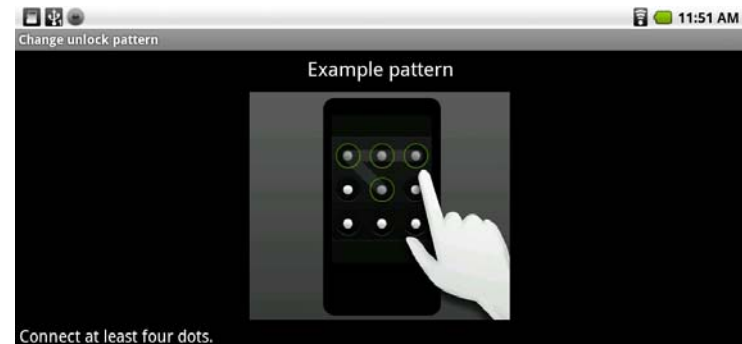 11:51 AM
Change unlock pattern
Example pattern
Connect at least four dots.